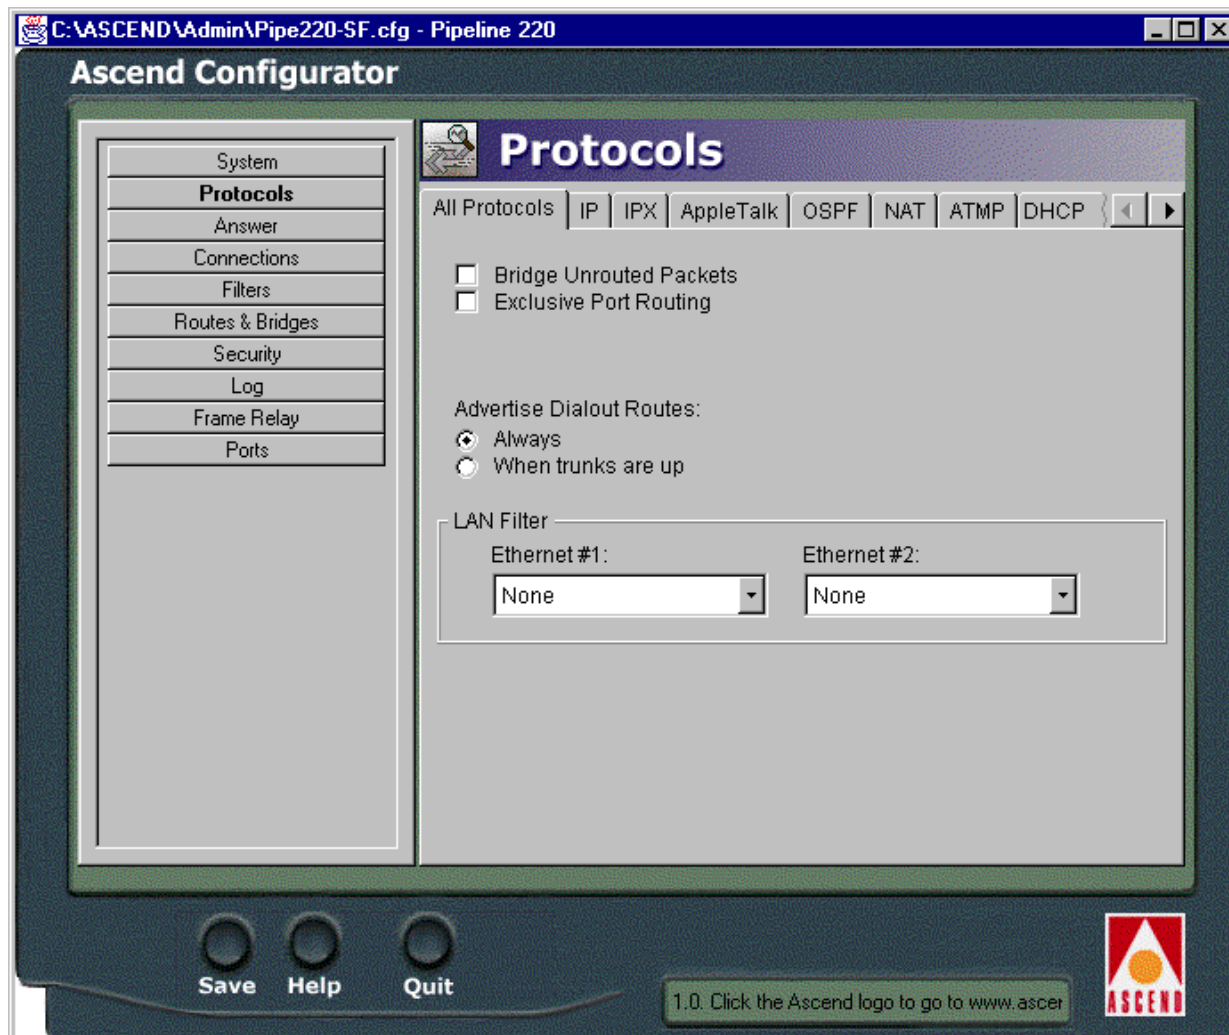 C:\ASCEND\Admin\Pipe220-SF.cfg - Pipeline 220
Ascend Configurator
System
Protocols
Answer
Connections
Filters
Routes & Bridges
Security
Log
Frame Relay
Ports
Protocols
All Protocols IP IPX AppleTalk OSPF NAT ATMP DHCP
Bridge Unrouted Packets
Exclusive Port Routing
Advertise Dialout Routes:
Always
When trunks are up
LAN Filter
Ethernet #1: Ethernet #2:
None None
Save Help Quit
1.0. Click the Ascend logo to go to www.ascer
ASCEND